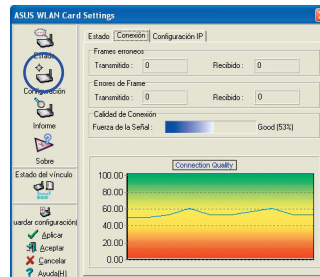 ASUS WLAN Card Settings
Estado Conexión Configuración IP
Estado
Configuración
Informe
Sobre
Estado del vínculo
uardar configuración
Aplicar
Aceptar
Cancelar
Ayuda(H)
Frames erroneos
Transmitido : 0 Recibido : 0
Errores de Frame
Transmitido : 0 Recibido : 0
Calidad de Conexión
Fuerza de la Señal : Good (53%)
Connection Quality
100.00
80.00
60.00
40.00
20.00
0.00